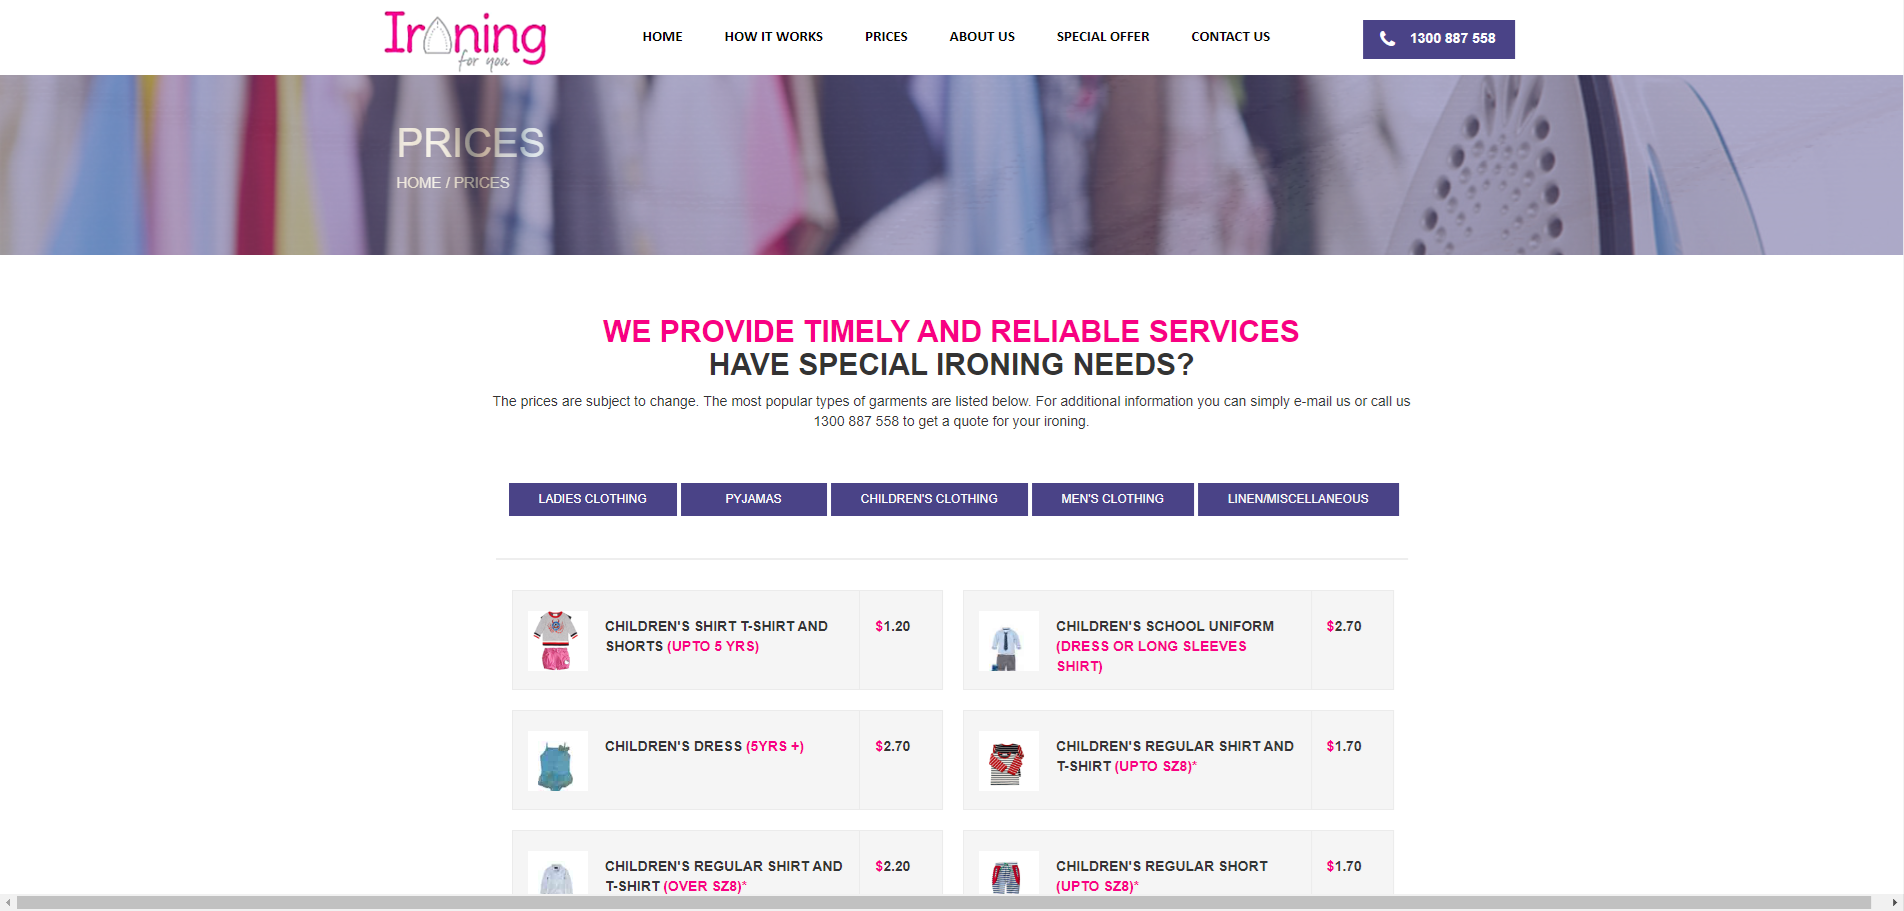 Ironing
for you
HOME
HOW IT WORKS
PRICES
ABOUT US
SPECIAL OFFER
CONTACT US
1300 887 558
PRICES
HOME / PRICES
WE PROVIDE TIMELY AND RELIABLE SERVICES
HAVE SPECIAL IRONING NEEDS?
The prices are subject to change. The most popular types of garments are listed below. For additional information you can simply e-mail us or call us
1300 887 558 to get a quote for your ironing.
LADIES CLOTHING
PYJAMAS
CHILDREN'S CLOTHING
MEN'S CLOTHING
LINEN/MISCELLANEOUS
CHILDREN'S SHIRT T-SHIRT AND
SHORTS (UPTO 5 YRS)
$1.20
CHILDREN'S SCHOOL UNIFORM
(DRESS OR LONG SLEEVES
SHIRT)
$2.70
CHILDREN'S DRESS (5YRS +)
$2.70
CHILDREN'S REGULAR SHIRT AND
T-SHIRT (UPTO SZ8)*
$1.70
CHILDREN'S REGULAR SHIRT AND
T-SHIRT (OVER SZ8)*
$2.20
CHILDREN'S REGULAR SHORT
(UPTO SZ8)*
$1.70